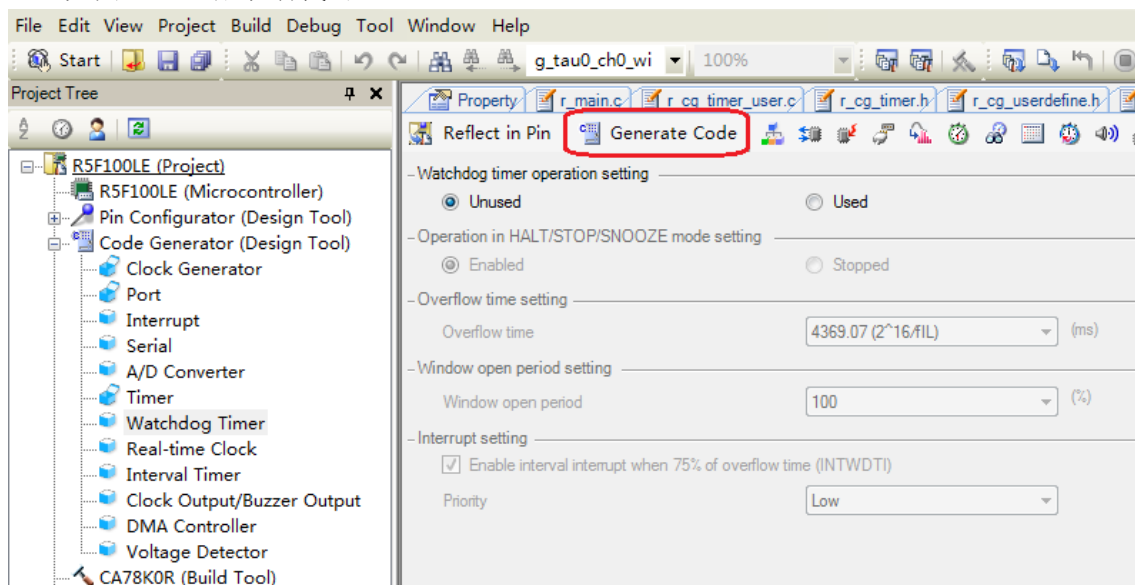 File Edit View Project Build Debug Tool Window Help
Start g_tau0_ch0_wi 100%
Project Tree
Property r_main.c r_cg_timer_user.c r_cg_timer.h r_cg_userdefine.h
Reflect in Pin Generate Code
R5F100LE (Project)
R5F100LE (Microcontroller)
Pin Configurator (Design Tool)
Code Generator (Design Tool)
Clock Generator
Port
Interrupt
Serial
A/D Converter
Timer
Watchdog Timer
Real-time Clock
Interval Timer
Clock Output/Buzzer Output
DMA Controller
Voltage Detector
CA78K0R (Build Tool)
Watchdog timer operation setting
Unused Used
Operation in HALT/STOP/SNOOZE mode setting
Enabled Stopped
Overflow time setting
Overflow time 4369.07 (2^16/fIL) (ms)
Window open period setting
Window open period 100 (%)
Interrupt setting
Enable interval interrupt when 75% of overflow time (INTWDTI)
Priority Low